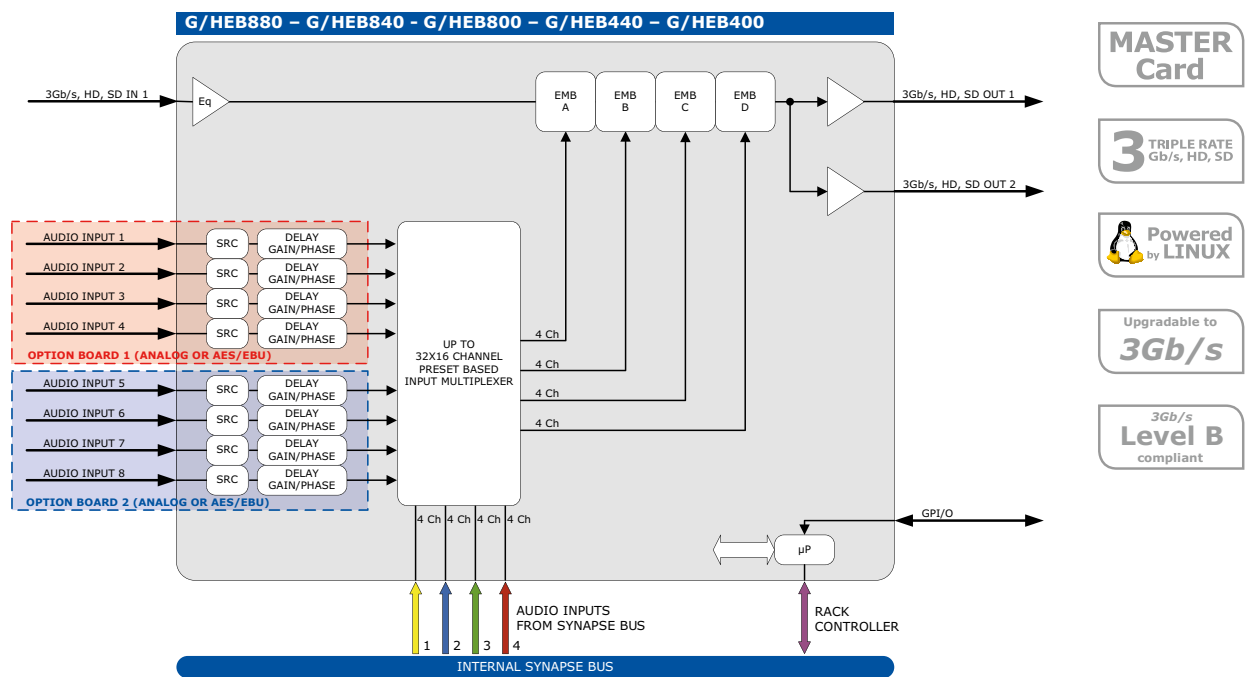 G/HEB880 – G/HEB840 - G/HEB800 – G/HEB440 – G/HEB400
3Gb/s, HD, SD IN 1
Eq
EMB
A
EMB
B
EMB
C
EMB
D
3Gb/s, HD, SD OUT 1
3Gb/s, HD, SD OUT 2
AUDIO INPUT 1
SRC
DELAY
GAIN/PHASE
AUDIO INPUT 2
SRC
DELAY
GAIN/PHASE
AUDIO INPUT 3
SRC
DELAY
GAIN/PHASE
AUDIO INPUT 4
SRC
DELAY
GAIN/PHASE
OPTION BOARD 1 (ANALOG OR AES/EBU)
AUDIO INPUT 5
SRC
DELAY
GAIN/PHASE
AUDIO INPUT 6
SRC
DELAY
GAIN/PHASE
AUDIO INPUT 7
SRC
DELAY
GAIN/PHASE
AUDIO INPUT 8
SRC
DELAY
GAIN/PHASE
OPTION BOARD 2 (ANALOG OR AES/EBU)
UP TO
32X16 CHANNEL
PRESET BASED
INPUT MULTIPLEXER
4 Ch
4 Ch
4 Ch
4 Ch
4 Ch
4 Ch
4 Ch
4 Ch
GPI/O
µP
1
2
3
4
AUDIO INPUTS
FROM SYNAPSE BUS
RACK
CONTROLLER
INTERNAL SYNAPSE BUS
MASTER
Card
3 TRIPLE RATE
Gb/s, HD, SD
Powered
by LINUX
Upgradable to
3Gb/s
3Gb/s
Level B
compliant